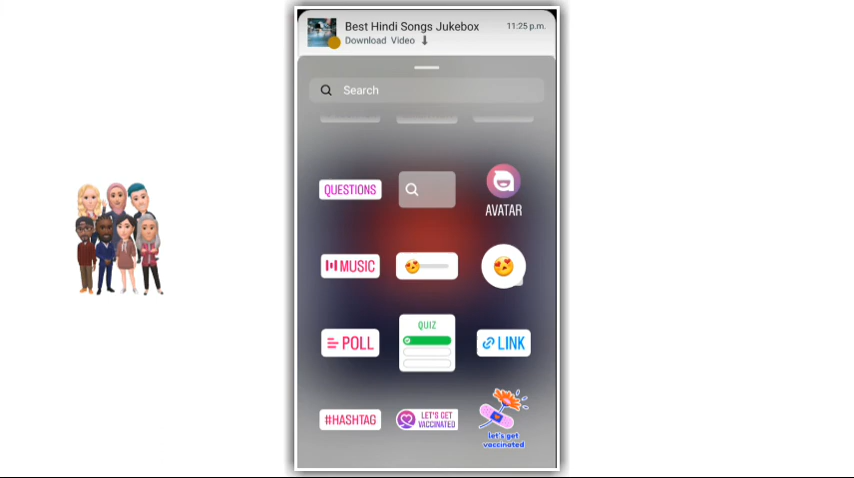 Best Hindi Songs Jukebox
11:25 p.m.
Download Video ⬇
Search
QUESTIONS
AVATAR
MUSIC
POLL
QUIZ
LINK
#HASHTAG
LET'S GET
VACCINATED
let's get
vaccinated